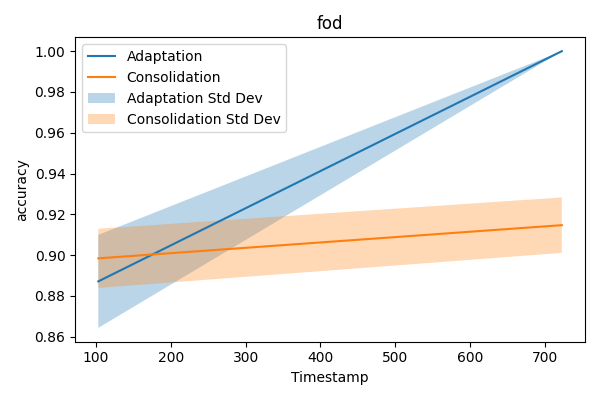 fod
Adaptation
Consolidation
Adaptation Std Dev
Consolidation Std Dev
accuracy
1.00
0.98
0.96
0.94
0.92
0.90
0.88
0.86
100 200 300 400 500 600 700
Timestamp